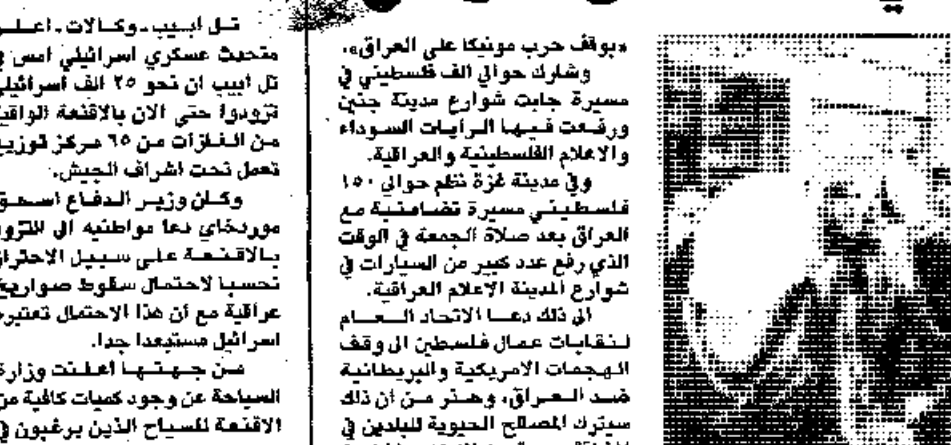 «بوقف حرب مونيكا على العراق».
وشارك حوالي الف فلسطيني في
مسيرة جابت شوارع مدينة جنين
ورفعت فيها الرايات السوداء
والاعلام الفلسطينية والعراقية.
وفي مدينة غزة نظم حوالي ١٥٠
فلسطيني مسيرة تضامنية مع
العراق بعد صلاة الجمعة في الوقت
الذي رفع عدد كبير من السيارات في
شوارع المدينة الاعلام العراقية.
الى ذلك دعا الاتحاد العام
لنقابات عمال فلسطين الى وقف
الهجمات الامريكية والبريطانية
ضد العراق، وحذر من ان ذلك
سيترك المصالح الحيوية للبلدين في
تل ابيب ـ وكالات ـ اعلن
متحدث عسكري اسرائيلي امس في
تل ابيب ان نحو ٢٥ الف اسرائيلي
تزودوا حتى الان بالاقنعة الواقية
من الغازات من ٦٥ مركز توزيع
تعمل تحت اشراف الجيش.
وكان وزير الدفاع اسحق
موردخاي دعا مواطنيه الى التزود
بالاقنعة على سبيل الاحتراز
تحسبا لاحتمال سقوط صواريخ
عراقية مع أن هذا الاحتمال تعتبره
اسرائيل مستبعدا جدا.
من جهتها اعلنت وزارة
السياحة عن وجود كميات كافية من
الاقنعة للسياح الذين يرغبون في